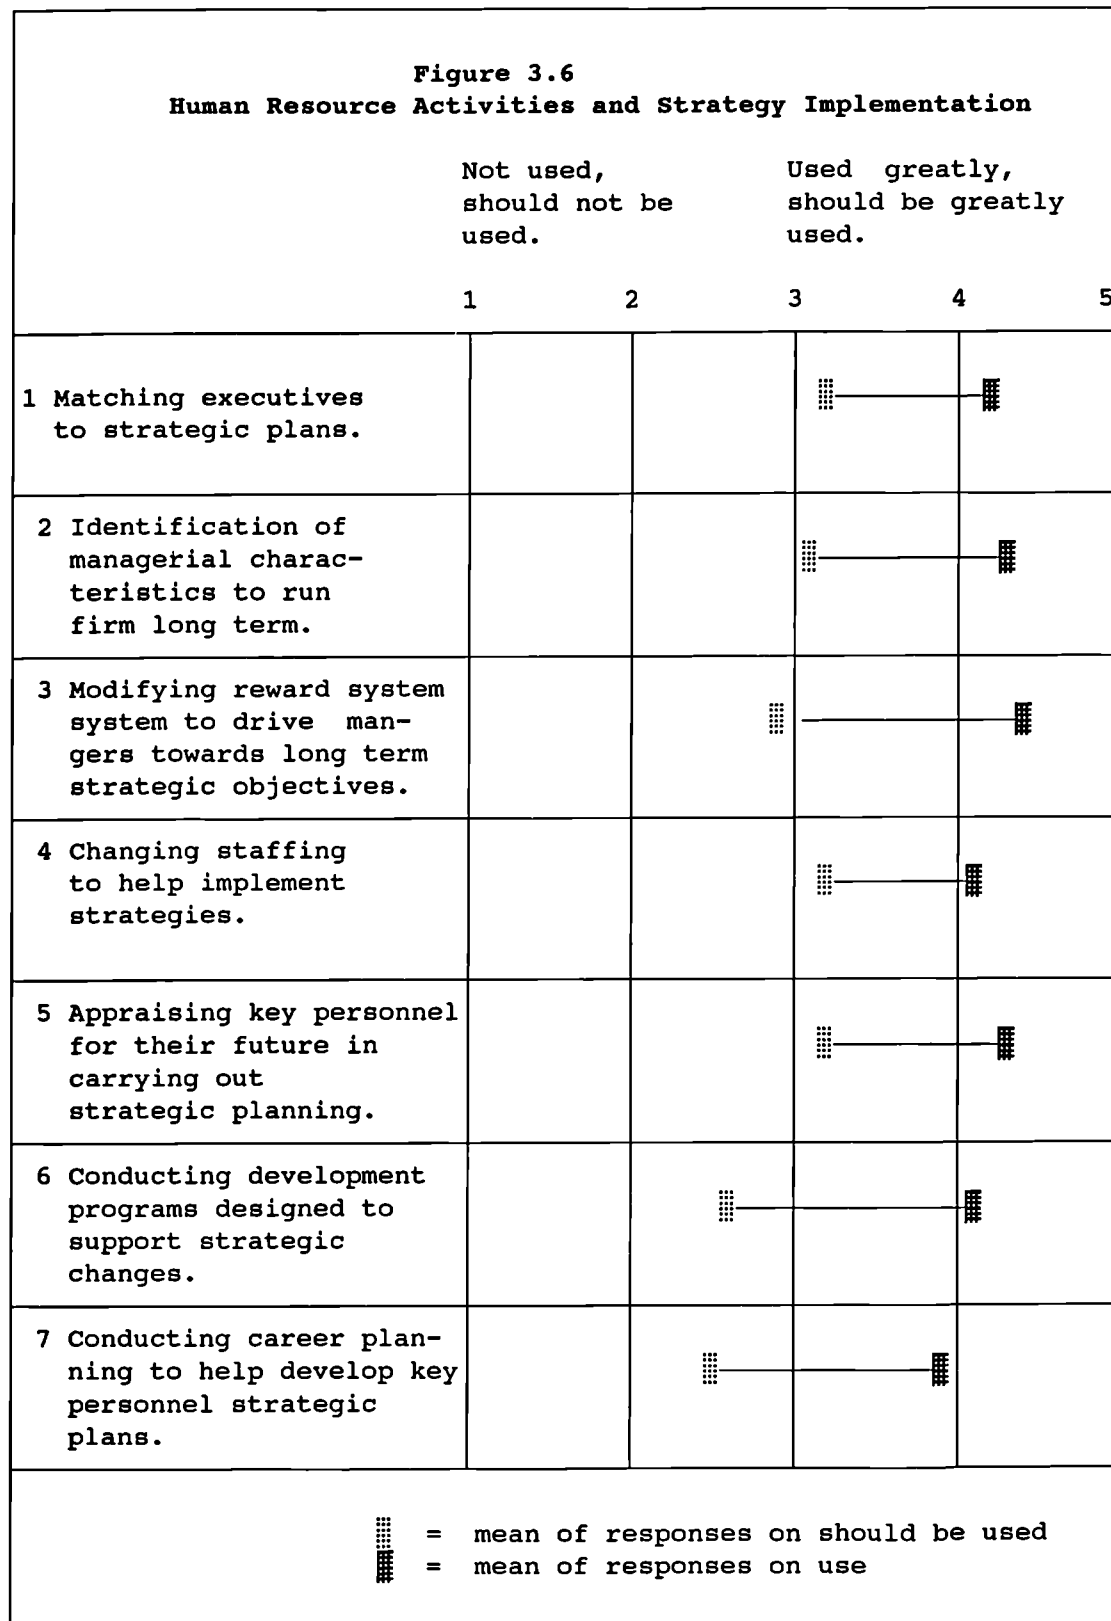 Figure 3.6
Human Resource Activities and Strategy Implementation
Not used, should not be used.
Used greatly, should be greatly used.
1 2 3 4 5
1 Matching executives
to strategic plans.
2 Identification of
managerial charac-
teristics to run
firm long term.
3 Modifying reward system
system to drive man-
gers towards long term
strategic objectives.
4 Changing staffing
to help implement
strategies.
5 Appraising key personnel
for their future in
carrying out
strategic planning.
6 Conducting development
programs designed to
support strategic
changes.
7 Conducting career plan-
ning to help develop key
personnel strategic
plans.
= mean of responses on should be used
= mean of responses on use